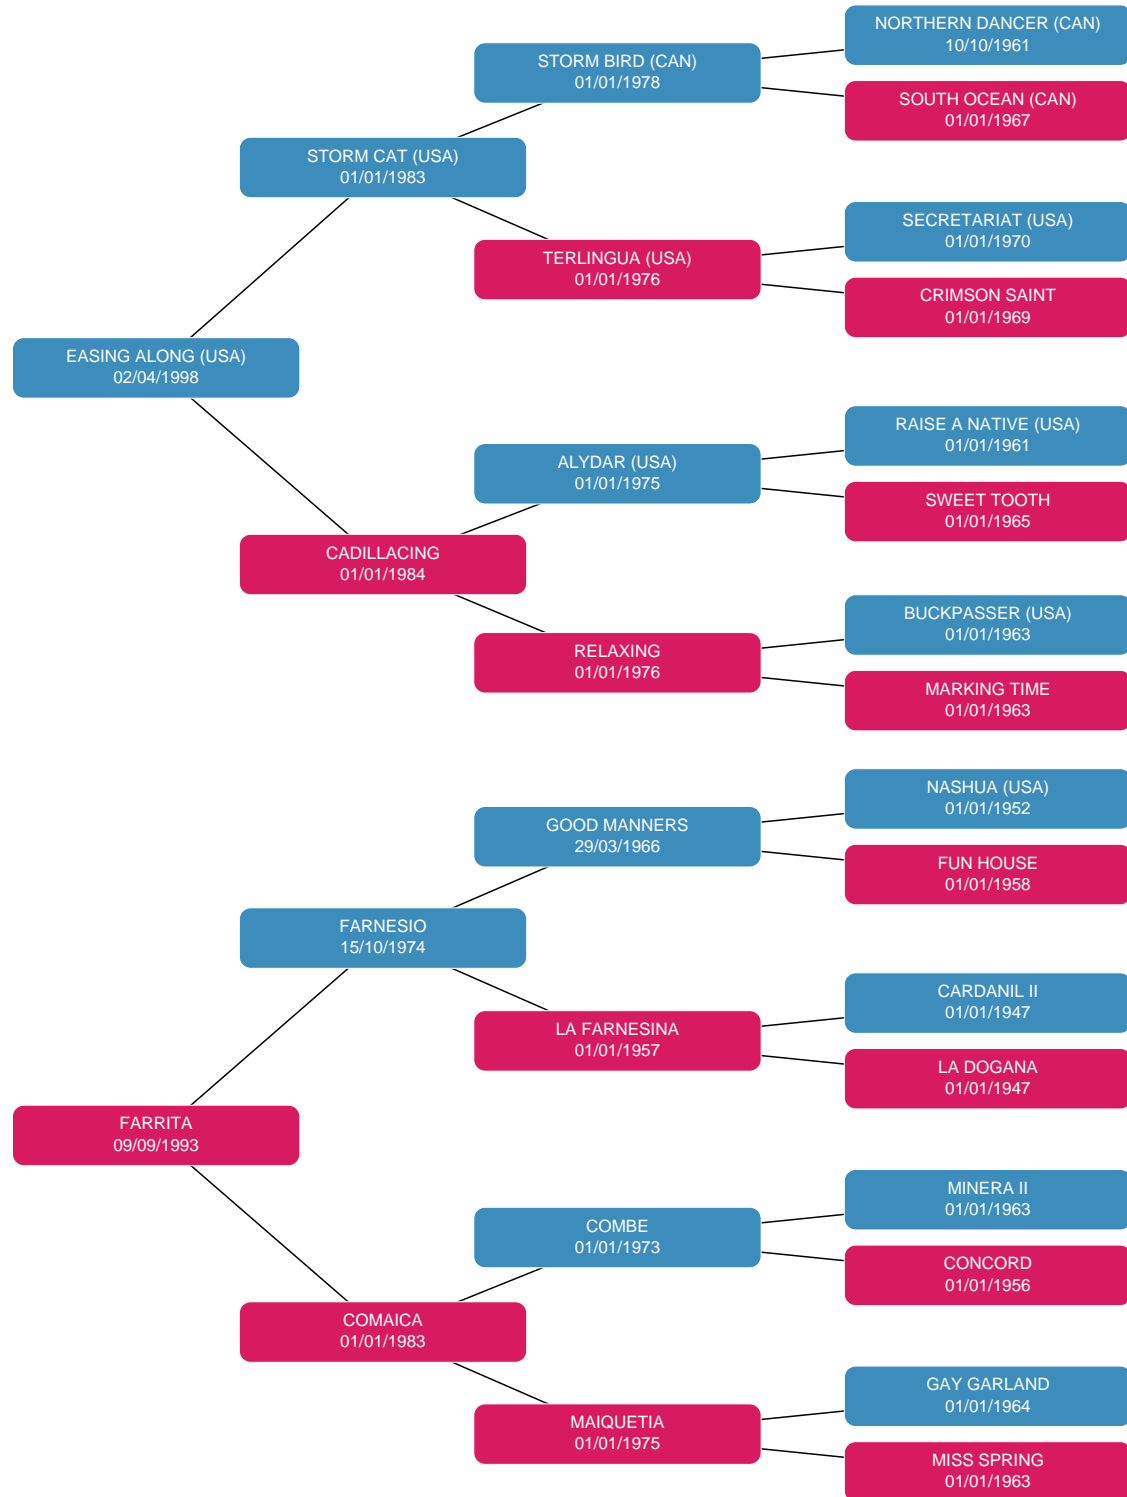 NORTHERN DANCER (CAN)
10/10/1961
STORM BIRD (CAN)
01/01/1978
SOUTH OCEAN (CAN)
01/01/1967
STORM CAT (USA)
01/01/1983
SECRETARIAT (USA)
01/01/1970
TERLINGUA (USA)
01/01/1976
CRIMSON SAINT
01/01/1969
EASING ALONG (USA)
02/04/1998
RAISE A NATIVE (USA)
01/01/1961
ALYDAR (USA)
01/01/1975
SWEET TOOTH
01/01/1965
CADILLACING
01/01/1984
BUCKPASSER (USA)
01/01/1963
RELAXING
01/01/1976
MARKING TIME
01/01/1963
NASHUA (USA)
01/01/1952
GOOD MANNERS
29/03/1966
FUN HOUSE
01/01/1958
FARNESIO
15/10/1974
CARDANIL II
01/01/1947
LA FARNESINA
01/01/1957
LA DOGANA
01/01/1947
FARRITA
09/09/1993
MINERA II
01/01/1963
COMBE
01/01/1973
CONCORD
01/01/1956
COMAICA
01/01/1983
GAY GARLAND
01/01/1964
MAIQUETIA
01/01/1975
MISS SPRING
01/01/1963